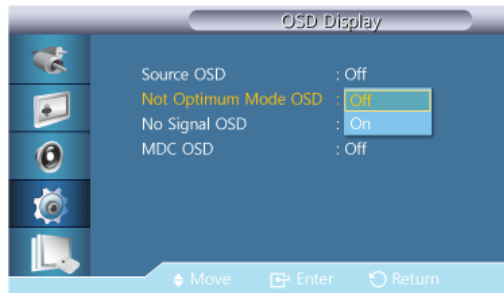 OSD Display
Source OSD : Off
Not Optimum Mode OSD : Off
No Signal OSD : On
MDC OSD : Off
Move Enter Return